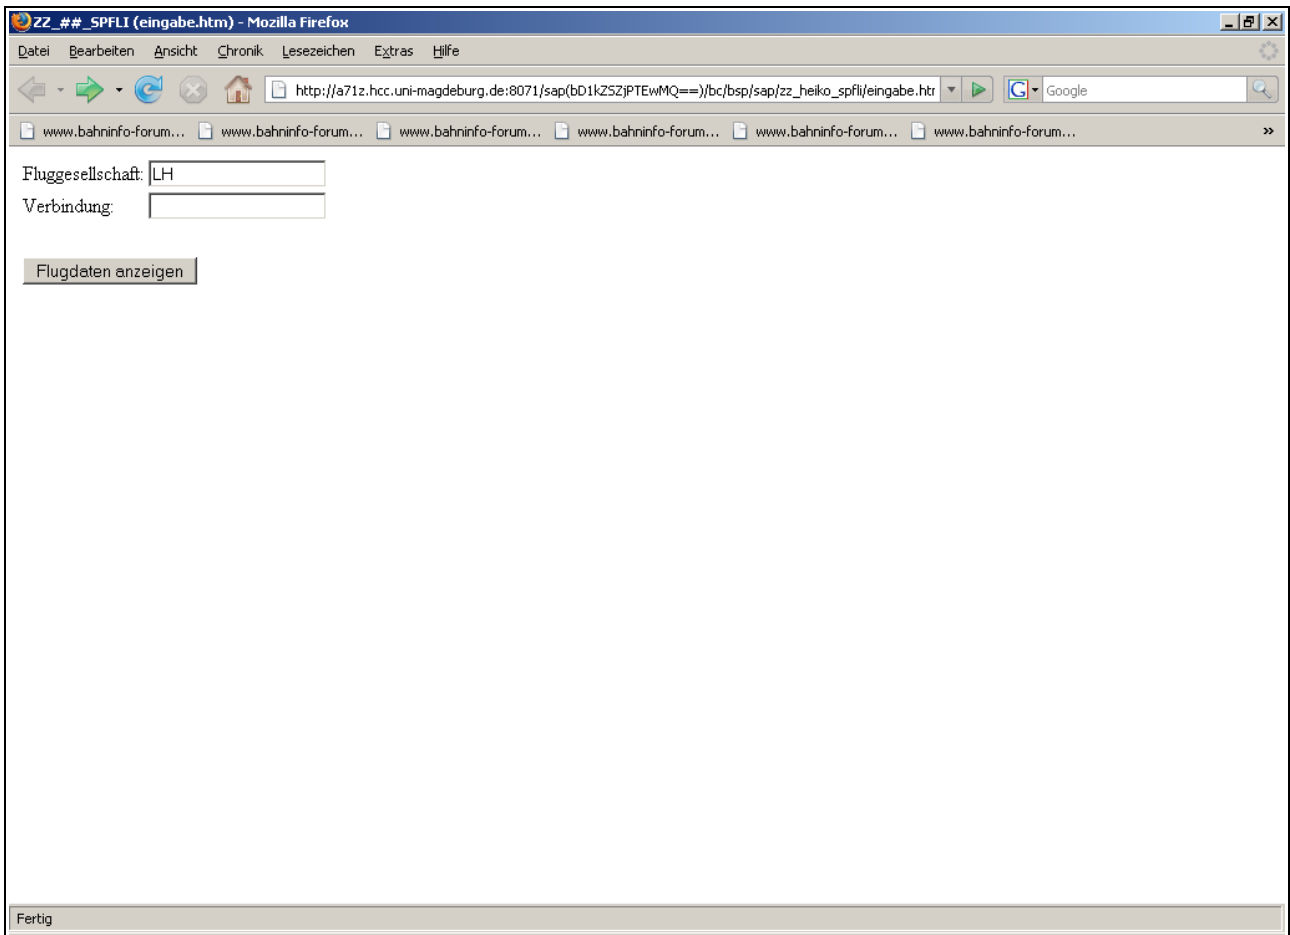 ZZ_##_SPFLI (eingabe.htm) - Mozilla Firefox
Datei Bearbeiten Ansicht Chronik Lesezeichen Extras Hilfe
http://a71z.hcc.uni-magdeburg.de:8071/sap(bD1kZSZjPTEwMQ==)/bc/bsp/sap/zz_heiko_spfli/eingabe.htr G Google
www.bahninfo-forum... www.bahninfo-forum... www.bahninfo-forum... www.bahninfo-forum... www.bahninfo-forum... www.bahninfo-forum... »
Fluggesellschaft: LH
Verbindung:
Flugdaten anzeigen
Fertig